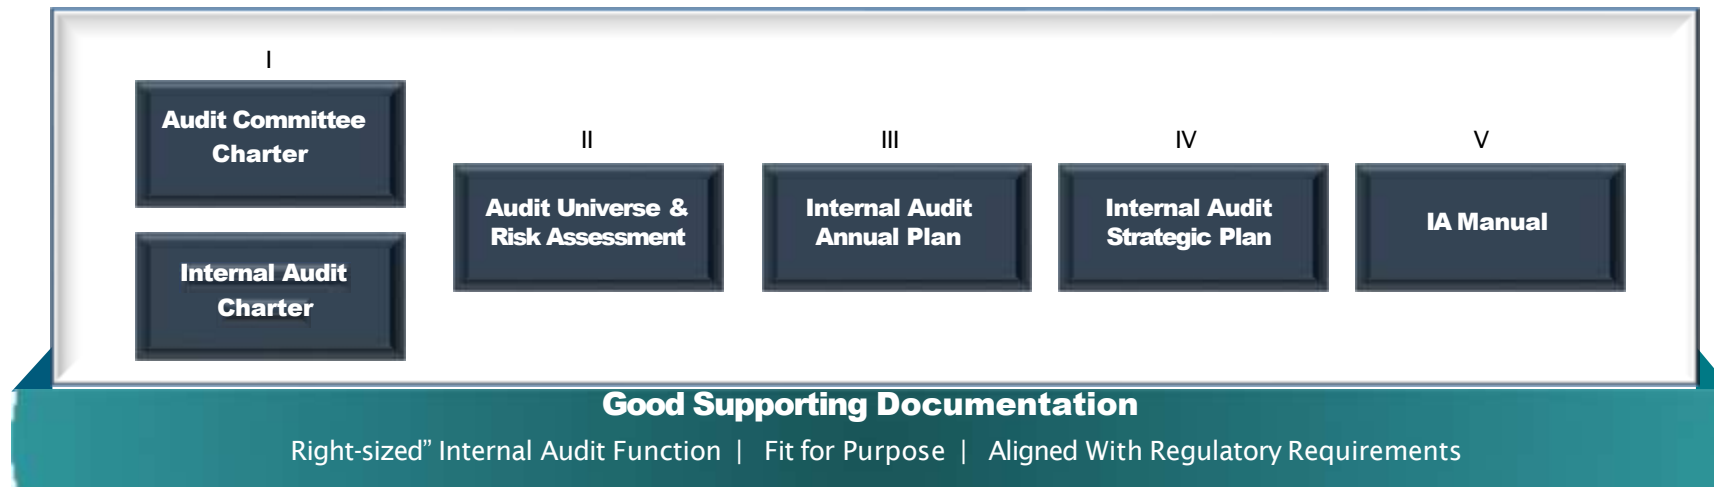 I
Audit Committee
Charter
Internal Audit
Charter
II
Audit Universe &
Risk Assessment
III
Internal Audit
Annual Plan
IV
Internal Audit
Strategic Plan
V
IA Manual
Good Supporting Documentation
Right-sized” Internal Audit Function | Fit for Purpose | Aligned With Regulatory Requirements